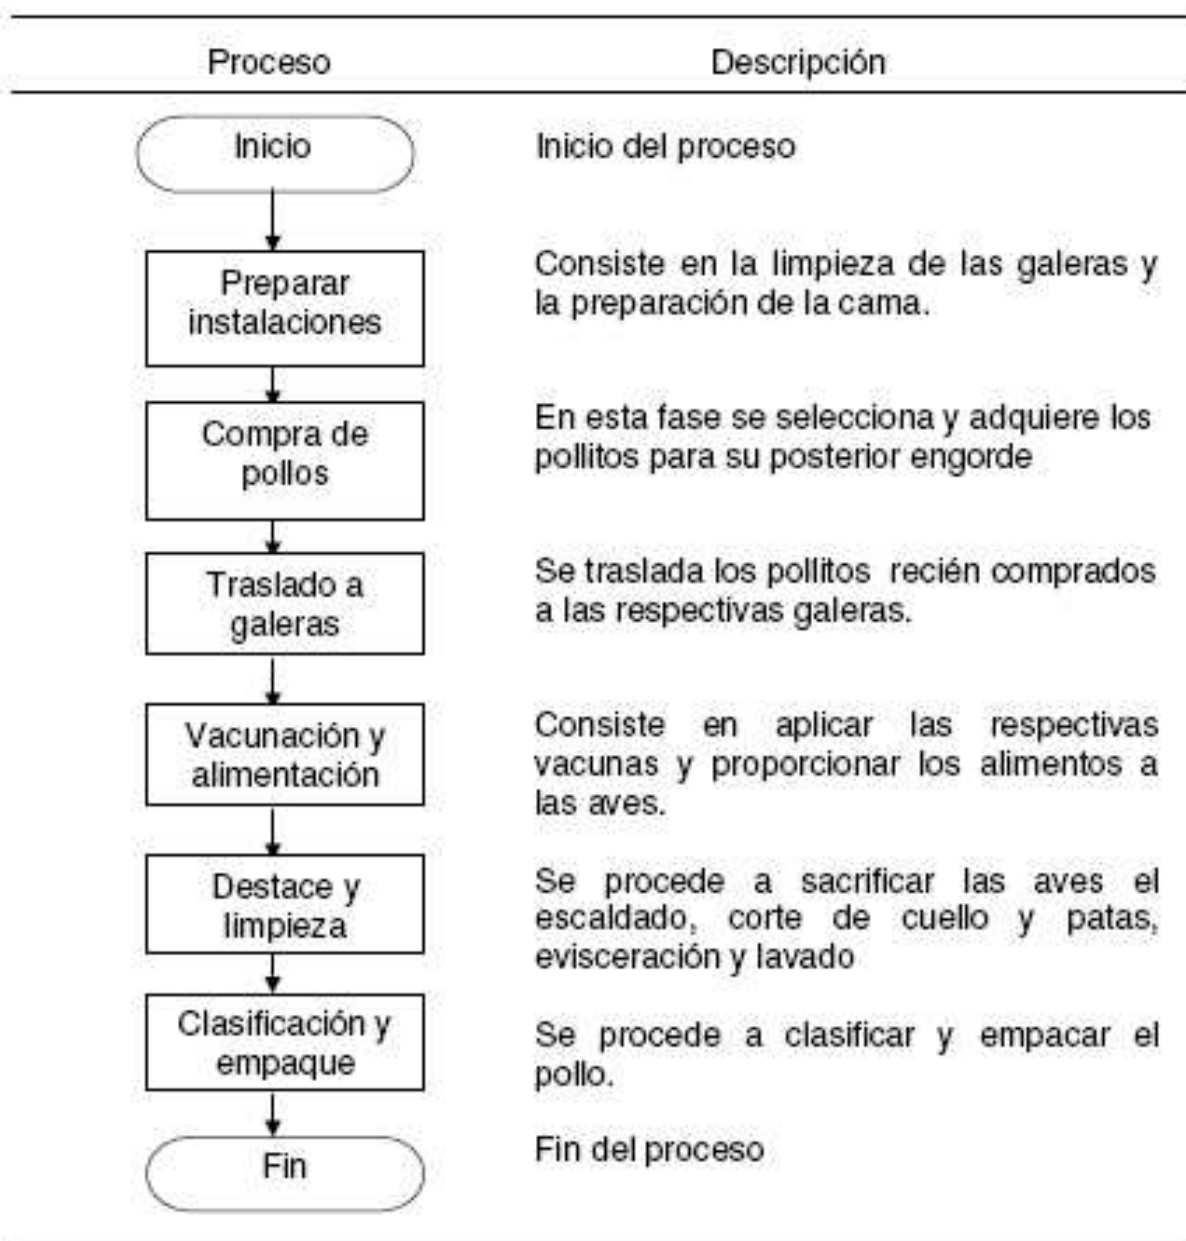 Proceso
Descripción
Inicio
Inicio del proceso
Preparar
instalaciones
Consiste en la limpieza de las galeras y
la preparación de la cama.
Compra de
pollos
En esta fase se selecciona y adquiere los
pollitos para su posterior engorde
Traslado a
galeras
Se traslada los pollitos recién comprados
a las respectivas galeras.
Vacunación y
alimentación
Consiste en aplicar las respectivas
vacunas y proporcionar los alimentos a
las aves.
Destace y
limpieza
Se procede a sacrificar las aves el
escaldado, corte de cuello y patas,
evisceración y lavado
Clasificación y
empaque
Se procede a clasificar y empacar el
pollo.
Fin
Fin del proceso